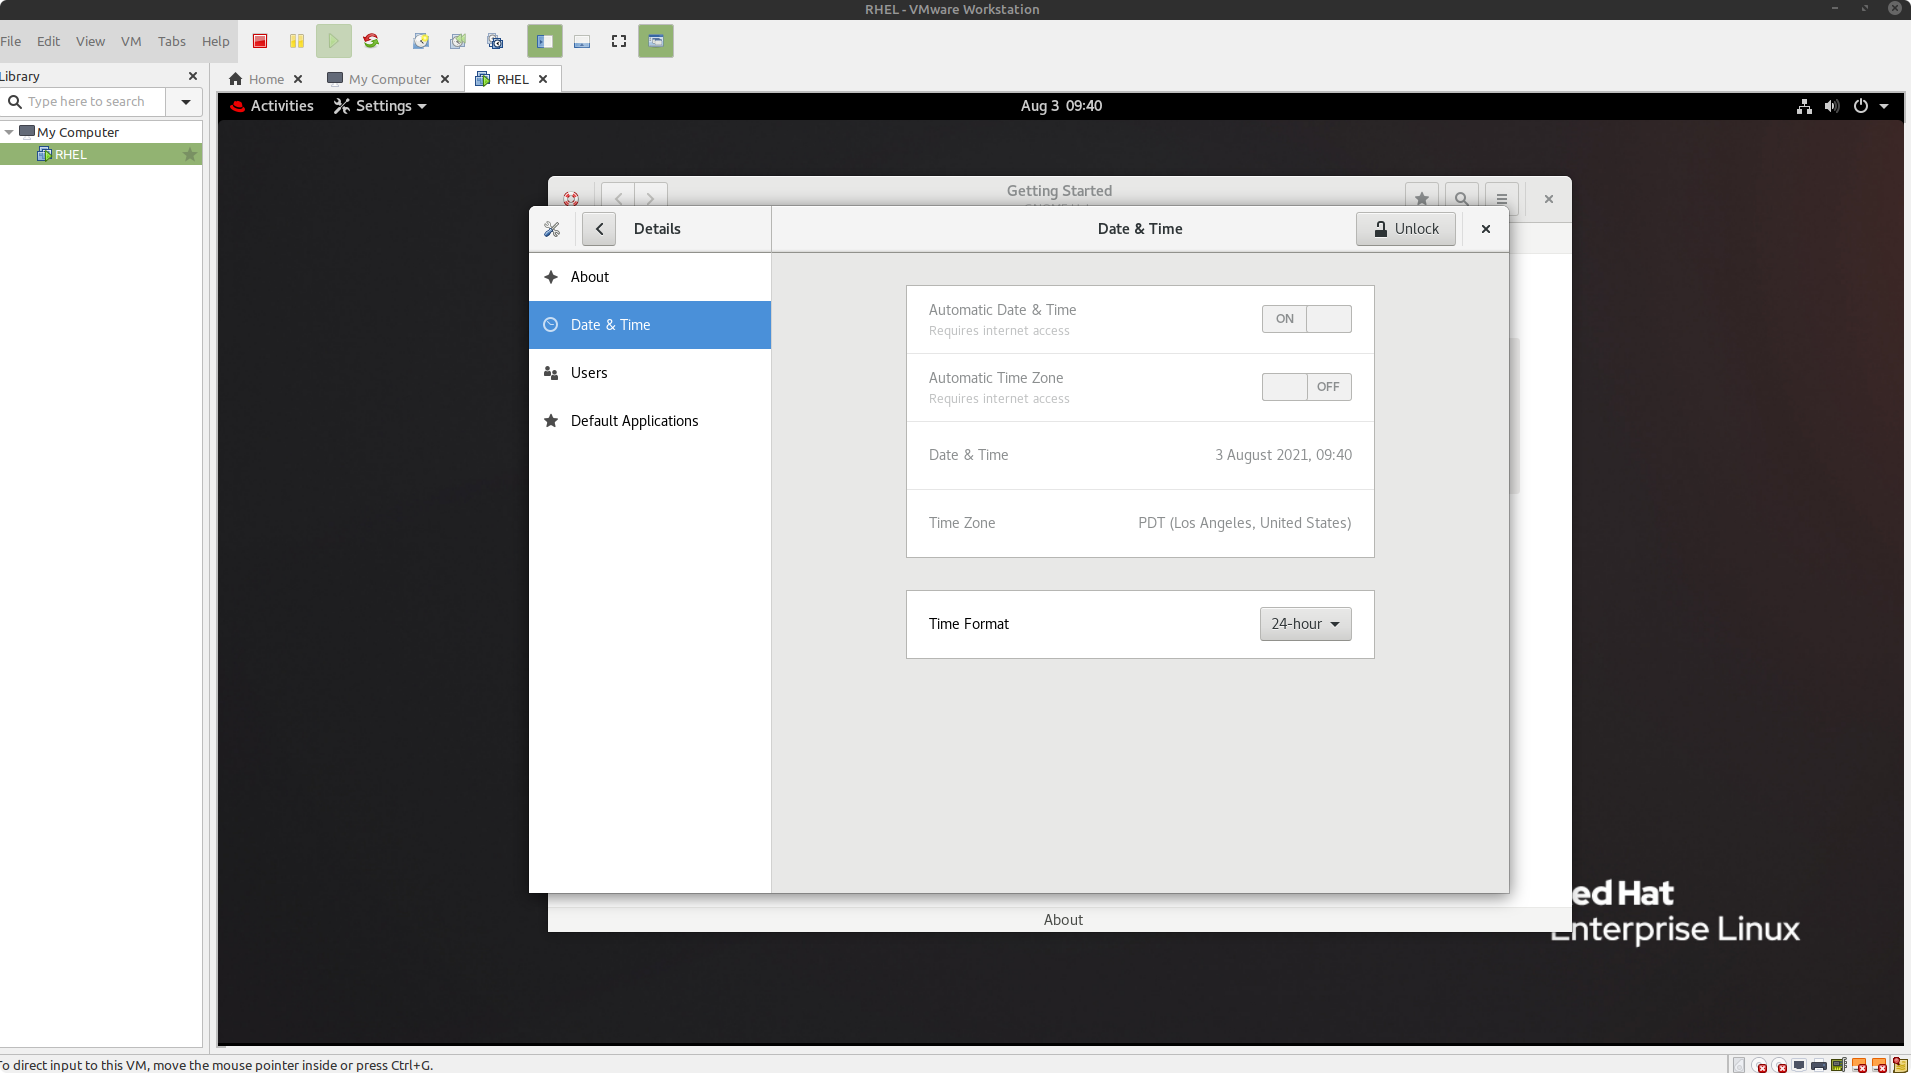 RHEL - VMware Workstation
File Edit View VM Tabs Help
Library
Type here to search
My Computer
RHEL
Home
My Computer
RHEL
Activities
Settings
Aug 3 09:40
Getting Started
Details
Date & Time
Unlock
About
Date & Time
Users
Default Applications
Automatic Date & Time
Requires internet access
ON
Automatic Time Zone
Requires internet access
OFF
Date & Time
3 August 2021, 09:40
Time Zone
PDT (Los Angeles, United States)
Time Format
24-hour
About
ed Hat
Enterprise Linux
To direct input to this VM, move the mouse pointer inside or press Ctrl+G.